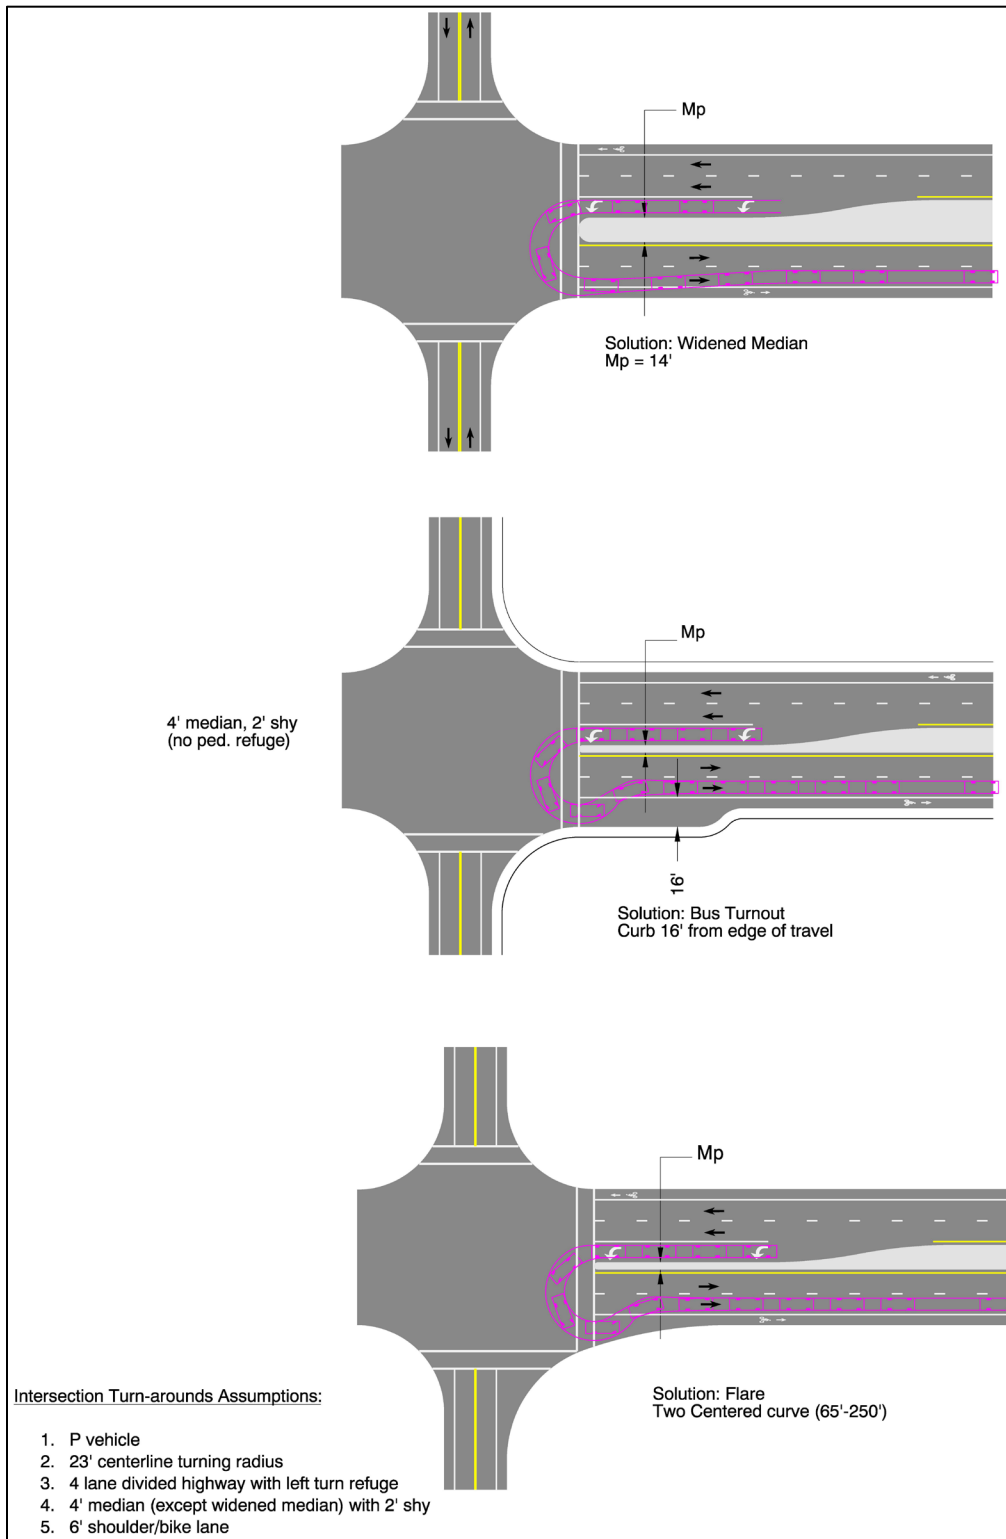 Mp
Solution: Widened Median
Mp = 14'
Mp
4' median, 2' shy
(no ped. refuge)
16'
Solution: Bus Turnout
Curb 16' from edge of travel
Mp
Solution: Flare
Two Centered curve (65'-250')
Intersection Turn-arounds Assumptions:
1. P vehicle
2. 23' centerline turning radius
3. 4 lane divided highway with left turn refuge
4. 4' median (except widened median) with 2' shy
5. 6' shoulder/bike lane